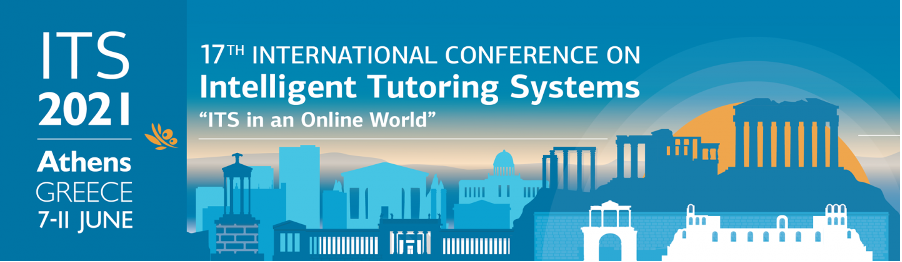 ITS
2021
Athens
GREECE
7-11 JUNE
17TH INTERNATIONAL CONFERENCE ON
Intelligent Tutoring Systems
“ITS in an Online World”